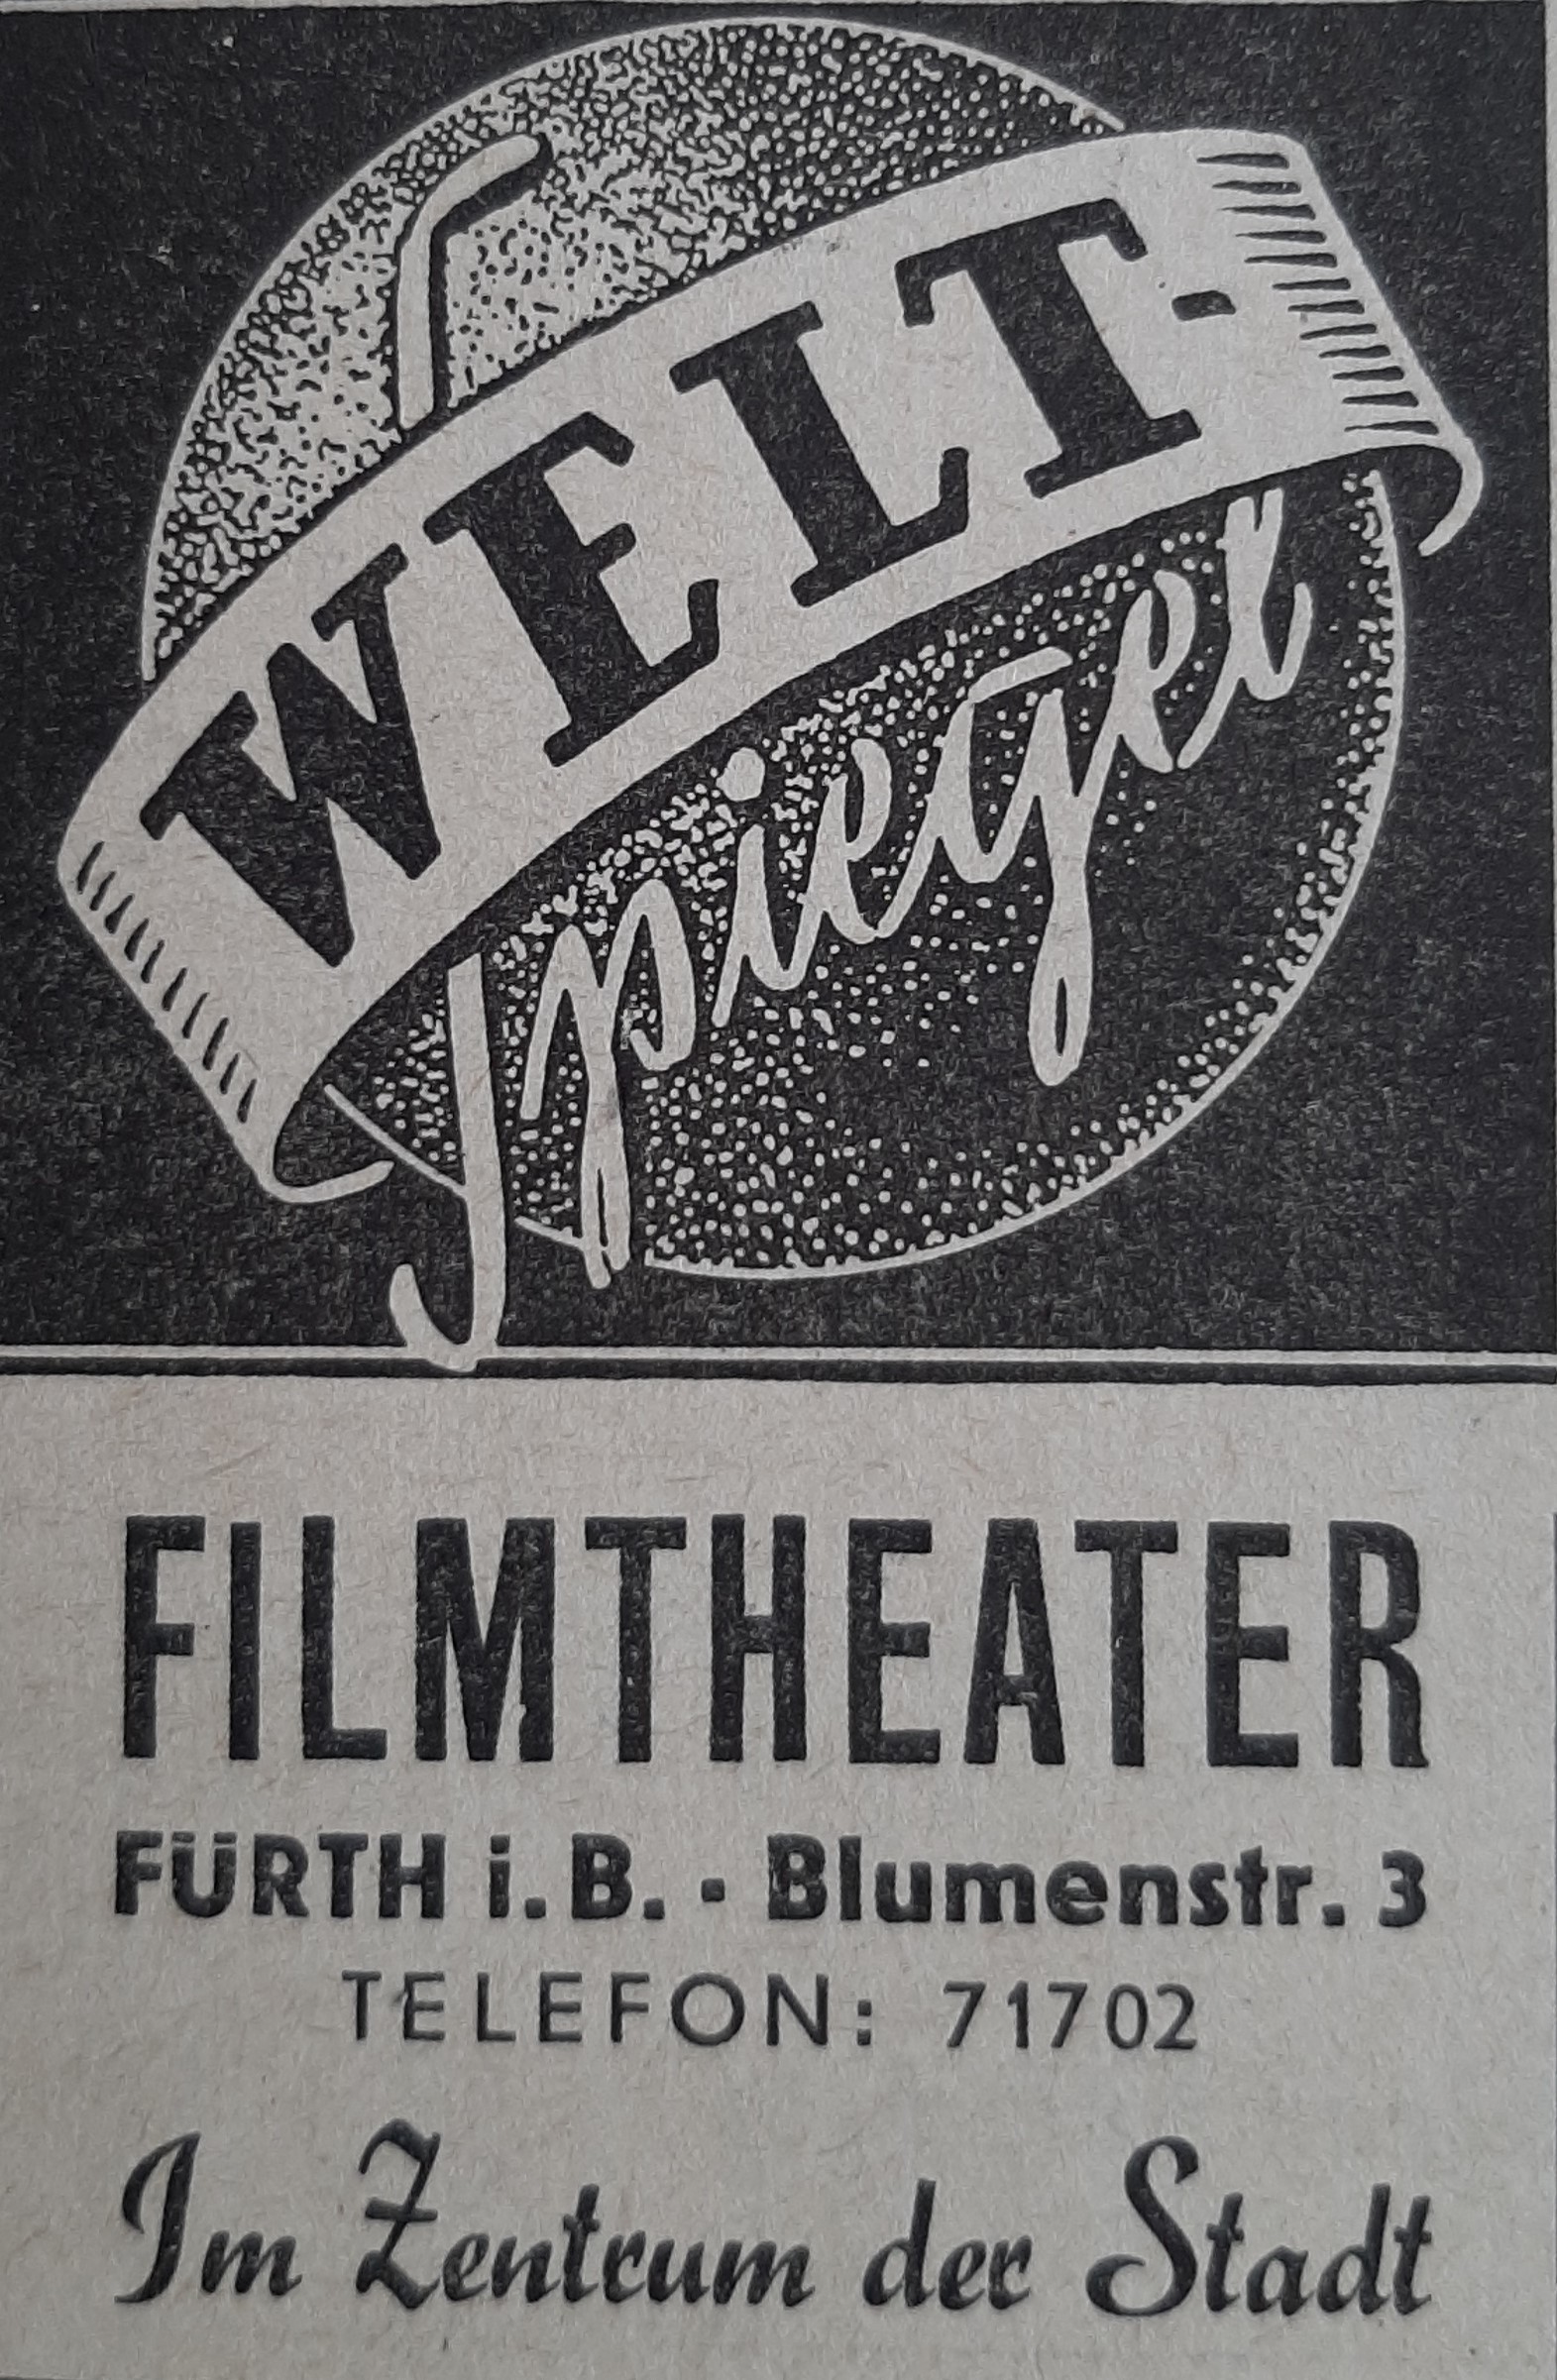 WELT-
spiegel
FILMTHEATER
FÜRTH i. B. · Blumenstr. 3
TELEFON: 71702
Im Zentrum der Stadt